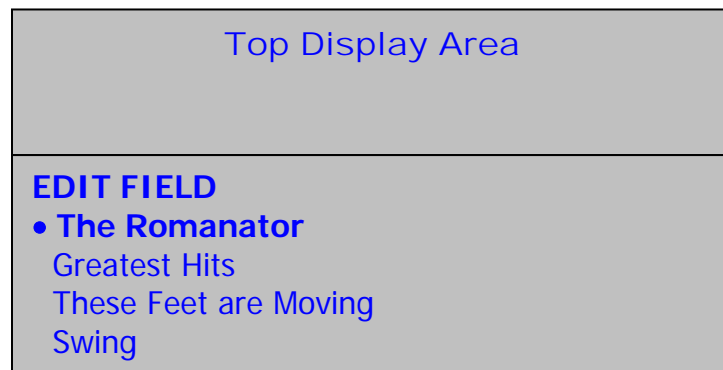 Top Display Area
EDIT FIELD
• The Romanator
Greatest Hits
These Feet are Moving
Swing